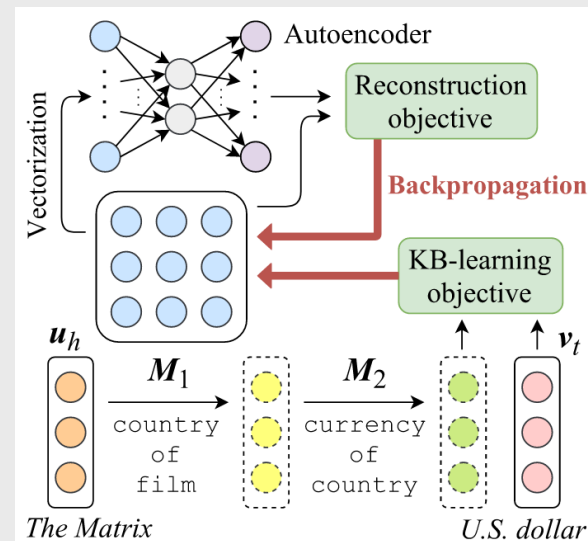 Autoencoder
Vectorization
Reconstruction
objective
Backpropagation
KB-learning
objective
u_h
M_1
M_2
v_t
country
of
film
currency
of
country
The Matrix
U.S. dollar